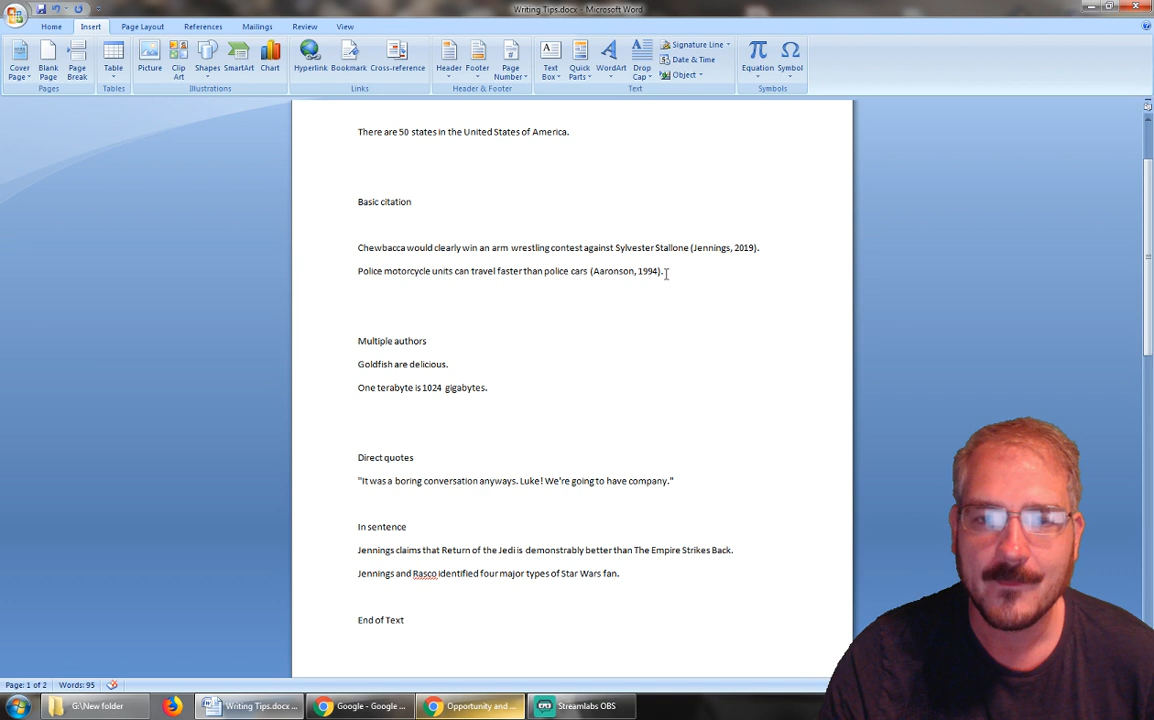 Writing Tips.docx - Microsoft Word
Home Insert Page Layout References Mailings Review View
Cover Page Blank Page Page Break Table Picture Clip Art Shapes SmartArt Chart Hyperlink Bookmark Cross-reference Header Footer Page Number Text Box Quick Parts WordArt Drop Cap Signature Line Date & Time Object Equation Symbol
Pages Tables Illustrations Links Header & Footer Text Symbols
There are 50 states in the United States of America.
Basic citation
Chewbacca would clearly win an arm wrestling contest against Sylvester Stallone (Jennings, 2019).
Police motorcycle units can travel faster than police cars (Aaronson, 1994).
Multiple authors
Goldfish are delicious.
One terabyte is 1024 gigabytes.
Direct quotes
"It was a boring conversation anyways. Luke! We're going to have company."
In sentence
Jennings claims that Return of the Jedi is demonstrably better than The Empire Strikes Back.
Jennings and Rasco identified four major types of Star Wars fan.
End of Text
Page: 1 of 2 Words: 95
G:\New folder Writing Tips.docx ... Google - Google ... Opportunity and ... Streamlabs OBS